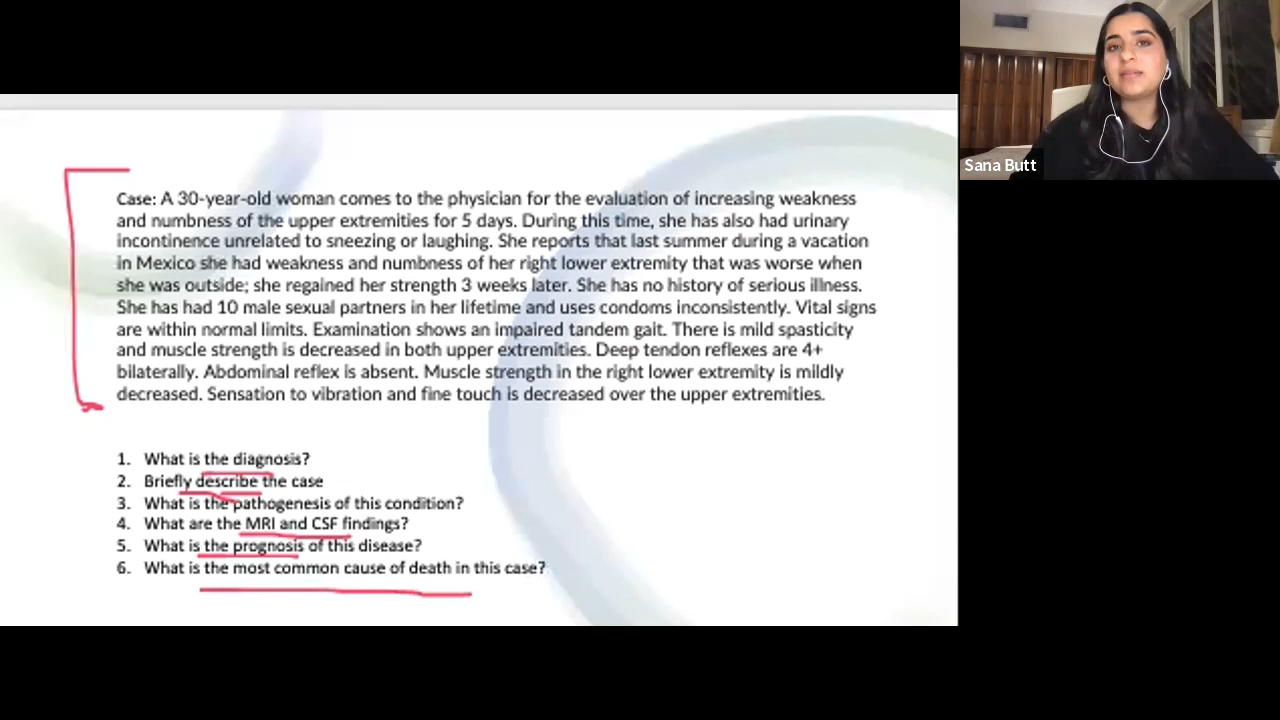 Case: A 30-year-old woman comes to the physician for the evaluation of increasing weakness
and numbness of the upper extremities for 5 days. During this time, she has also had urinary
incontinence unrelated to sneezing or laughing. She reports that last summer during a vacation
in Mexico she had weakness and numbness of her right lower extremity that was worse when
she was outside; she regained her strength 3 weeks later. She has no history of serious illness.
She has had 10 male sexual partners in her lifetime and uses condoms inconsistently. Vital signs
are within normal limits. Examination shows an impaired tandem gait. There is mild spasticity
and muscle strength is decreased in both upper extremities. Deep tendon reflexes are 4+
bilaterally. Abdominal reflex is absent. Muscle strength in the right lower extremity is mildly
decreased. Sensation to vibration and fine touch is decreased over the upper extremities.
1. What is the diagnosis?
2. Briefly describe the case
3. What is the pathogenesis of this condition?
4. What are the MRI and CSF findings?
5. What is the prognosis of this disease?
6. What is the most common cause of death in this case?
Sana Butt